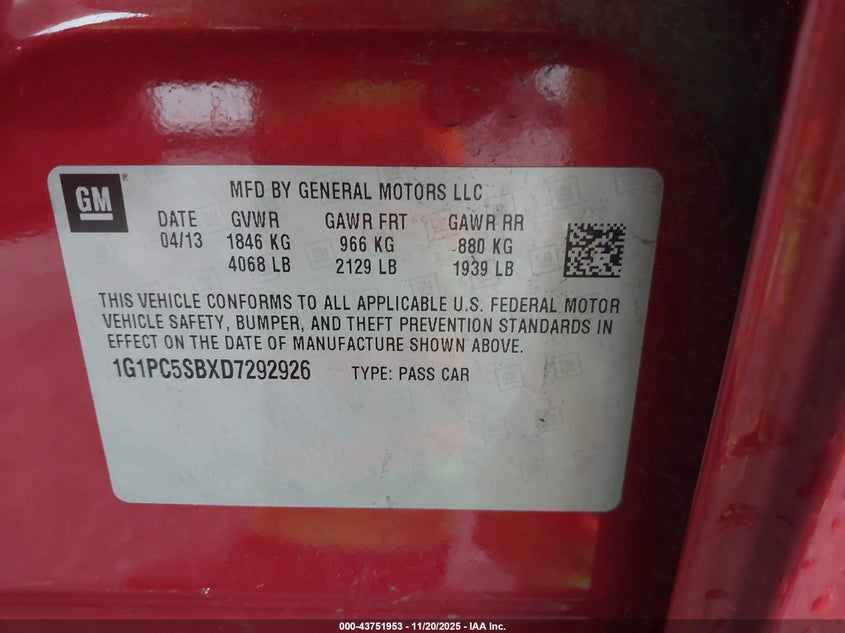 GM
MFD BY GENERAL MOTORS LLC
DATE GVWR GAWR FRT GAWR RR
04/13 1846 KG 966 KG 880 KG
4068 LB 2129 LB 1939 LB
THIS VEHICLE CONFORMS TO ALL APPLICABLE U.S. FEDERAL MOTOR
VEHICLE SAFETY, BUMPER, AND THEFT PREVENTION STANDARDS IN
EFFECT ON THE DATE OF MANUFACTURE SHOWN ABOVE.
1G1PC5SBXD7292926 TYPE: PASS CAR
000-43751953 - 11/20/2025 - IAA Inc.